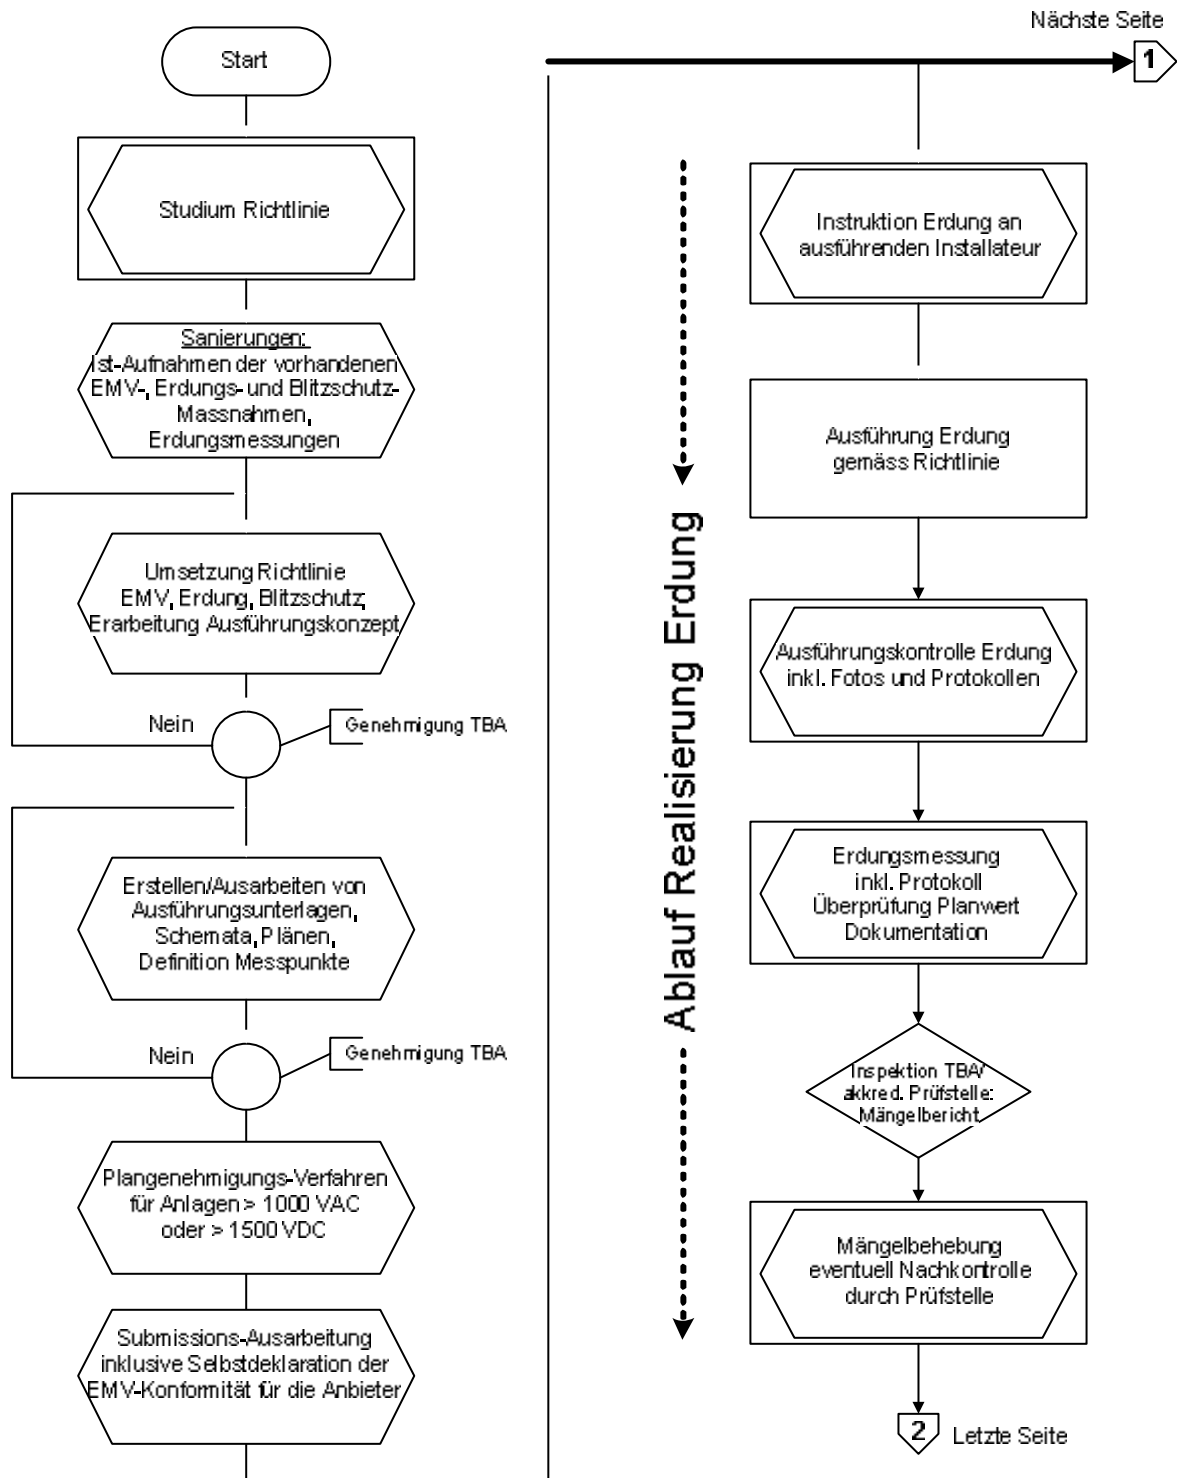 Start
Studium Richtlinie
Sanierungen:
Ist-Aufnahmen der vorhandenen
EMV-, Erdungs- und Blitzschutz-
Massnahmen,
Erdungsmessungen
Umsetzung Richtlinie
EMV, Erdung, Blitzschutz;
Erarbeitung Ausführungskonzept
Nein
Genehmigung TBA
Erstellen/Ausarbeiten von
Ausführungsunterlagen,
Schemata, Plänen,
Definition Messpunkte
Nein
Genehmigung TBA
Plangenehmigungs-Verfahren
für Anlagen > 1000 VAC
oder > 1500 VDC
Submissions-Ausarbeitung
inklusive Selbstdeklaration der
EMV-Konformität für die Anbieter
Nächste Seite
1
Ablauf Realisierung Erdung
Instruktion Erdung an
ausführenden Installateur
Ausführung Erdung
gemäss Richtlinie
Ausführungskontrolle Erdung
inkl. Fotos und Protokollen
Erdungsmessung
inkl. Protokoll
Überprüfung Planwert
Dokumentation
Inspektion TBA/
akkred. Prüfstelle:
Mängelbericht
Mängelbehebung
eventuell Nachkontrolle
durch Prüfstelle
2
Letzte Seite